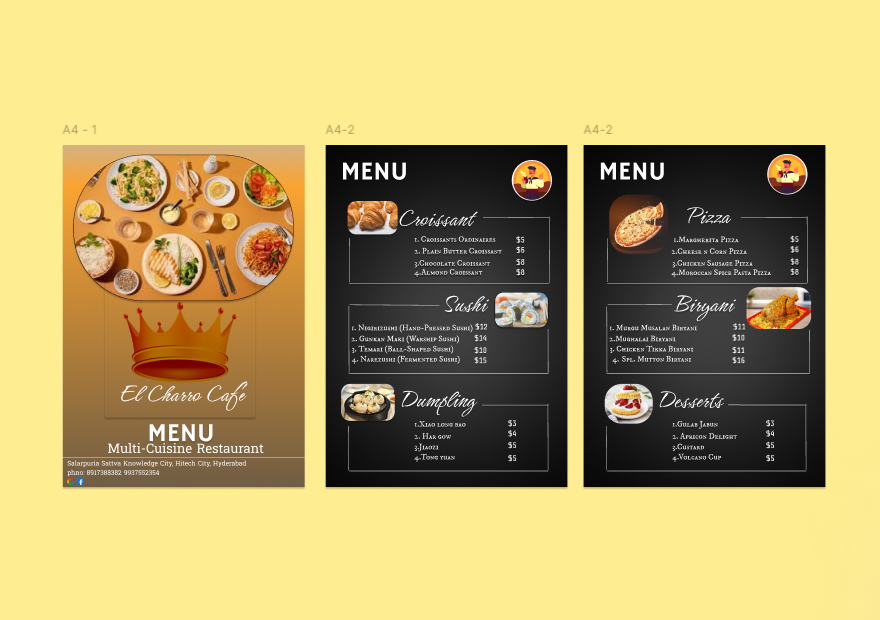 A4 - 1
El Charro Cafe
MENU
Multi-Cuisine Restaurant
Salarpuria Sattva Knowledge City, Hitech City, Hyderabad
phno: 8917388382 9937552354
A4-2
MENU
Croissant
1. Croissants Ordinaires $5
2. Plain Butter Croissant $6
3.Chocolate Croissant $8
4.Almond Croissant $8
Sushi
1. Nigirizushi (Hand-Pressed Sushi) $12
2. Gunkan Maki (Warship Sushi) $14
3. Temari (Ball-Shaped Sushi) $10
4. Narezushi (Fermented Sushi) $15
Dumpling
1.Xiao long bao $3
2. Har gow $4
3.Jiaozi $5
4.Tong yuan $5
A4-2
MENU
Pizza
1.Margherita Pizza $5
2.Cheese n Corn Pizza $6
3.Chicken Sausage Pizza $8
4.Moroccan Spice Pasta Pizza $8
Biryani
1. Murgu Musalan Biryani $11
2.Mughalai Biryani $10
3. Chicken Tikka Biryani $11
4. Spl. Mutton Biryani $16
Desserts
1.Gulab Jabun $3
2. Apricon Delight $4
3.Custard $5
4.Volcano Cup $5